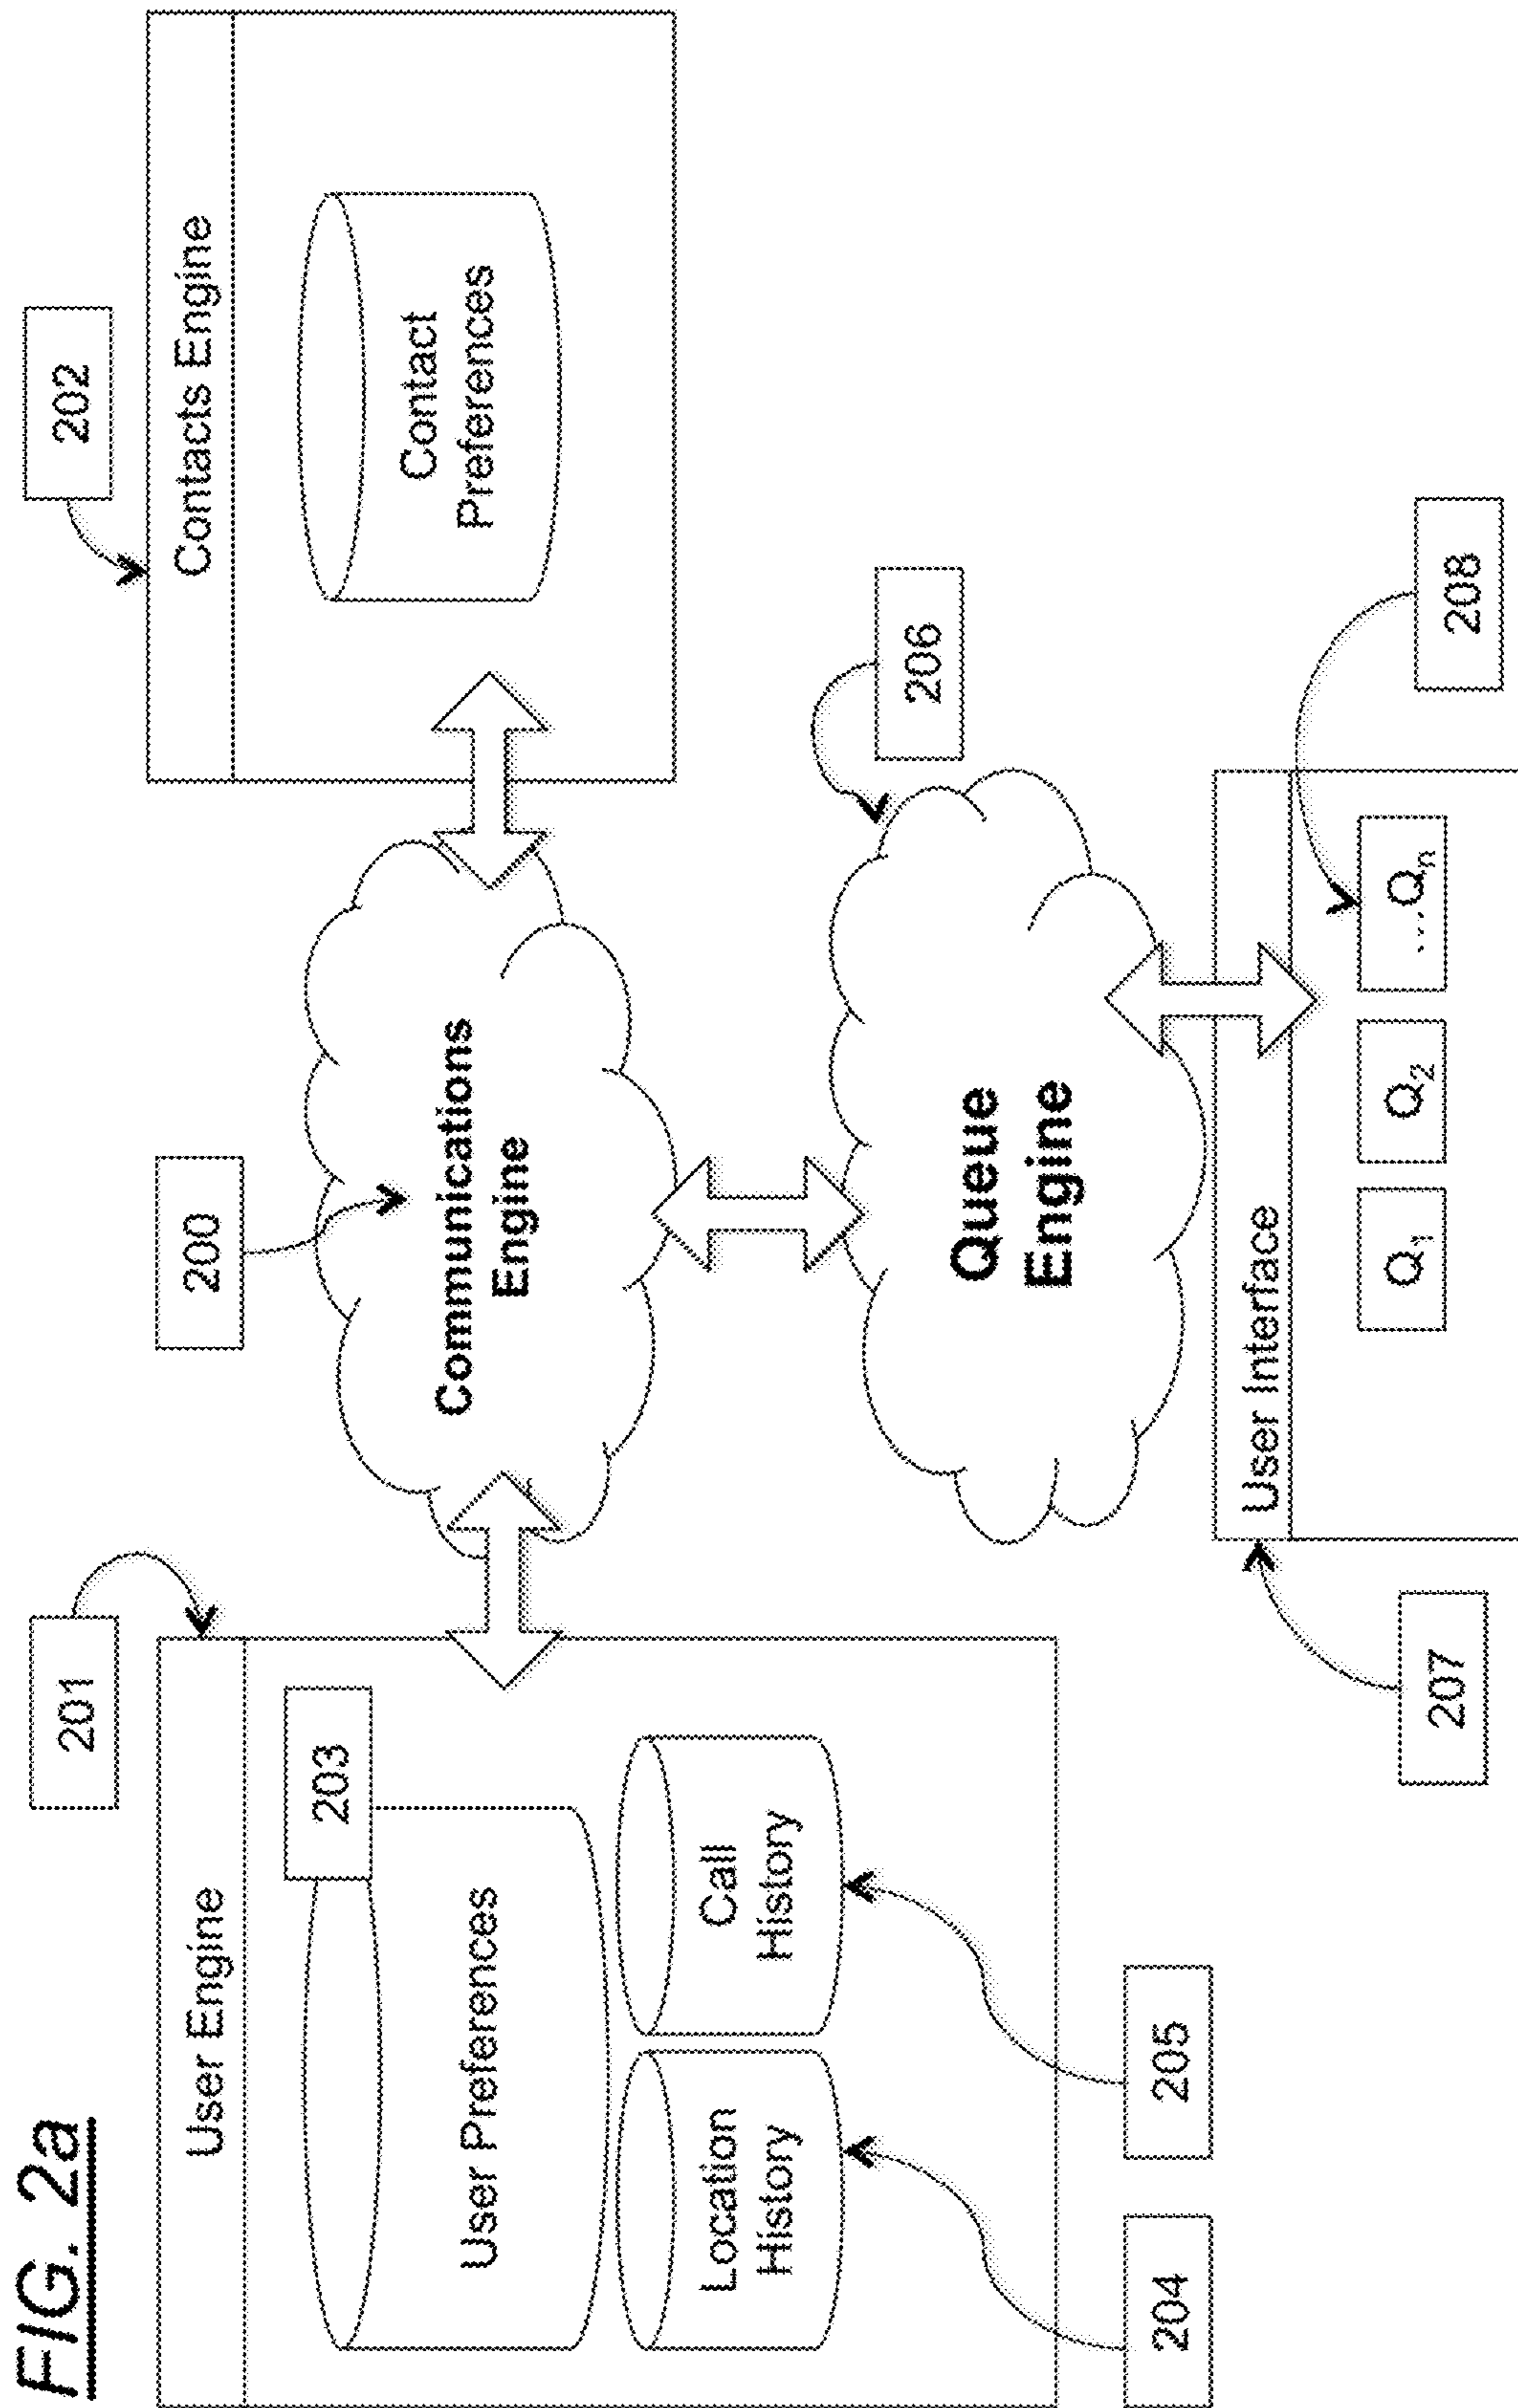 FIG. 2a
201
User Engine
203
User Preferences
Location
History
Call
History
204
205
200
Communications
Engine
202
Contacts Engine
Contact
Preferences
206
Queue
Engine
207
User Interface
Q1
Q2
...Qn
208